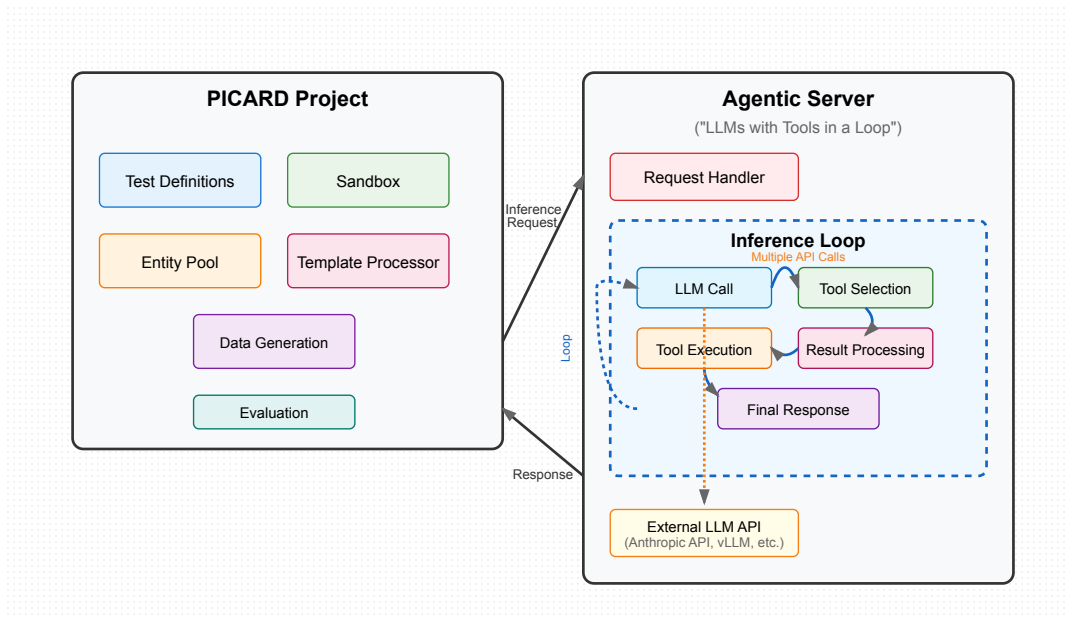 PICARD Project
Test Definitions
Sandbox
Entity Pool
Template Processor
Data Generation
Evaluation
Inference
Request
Response
Agentic Server
("LLMs with Tools in a Loop")
Request Handler
Inference Loop
Multiple API Calls
LLM Call
Tool Selection
Loop
Tool Execution
Result Processing
Final Response
External LLM API
(Anthropic API, vLLM, etc.)